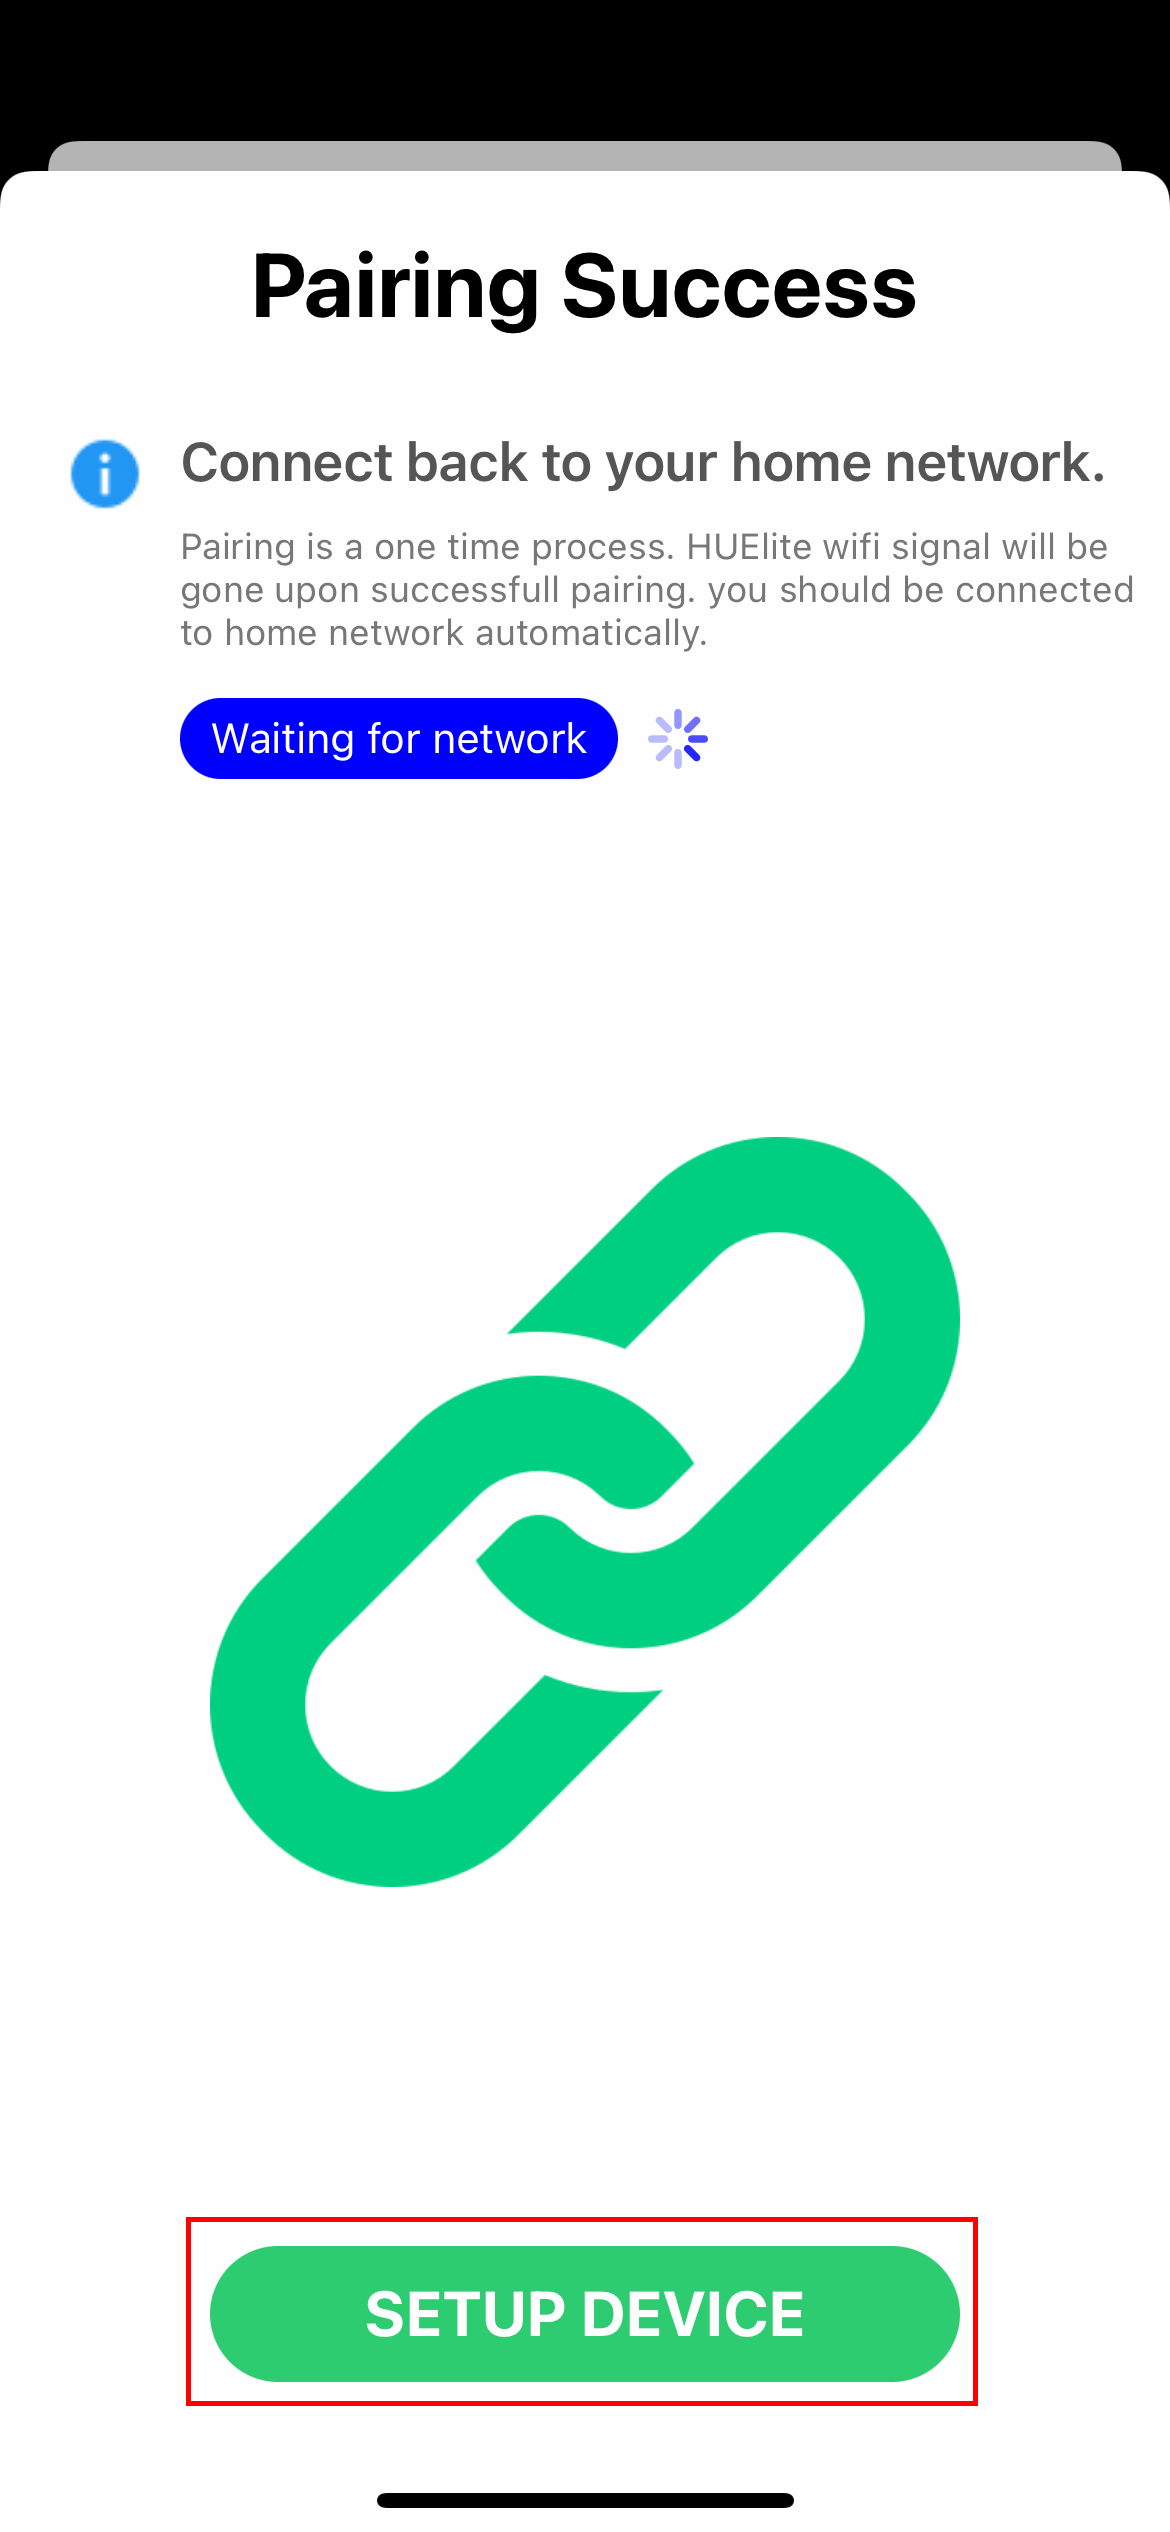 Pairing Success
Connect back to your home network.
Pairing is a one time process. HUElite wifi signal will be
gone upon successfull pairing. you should be connected
to home network automatically.
Waiting for network
SETUP DEVICE